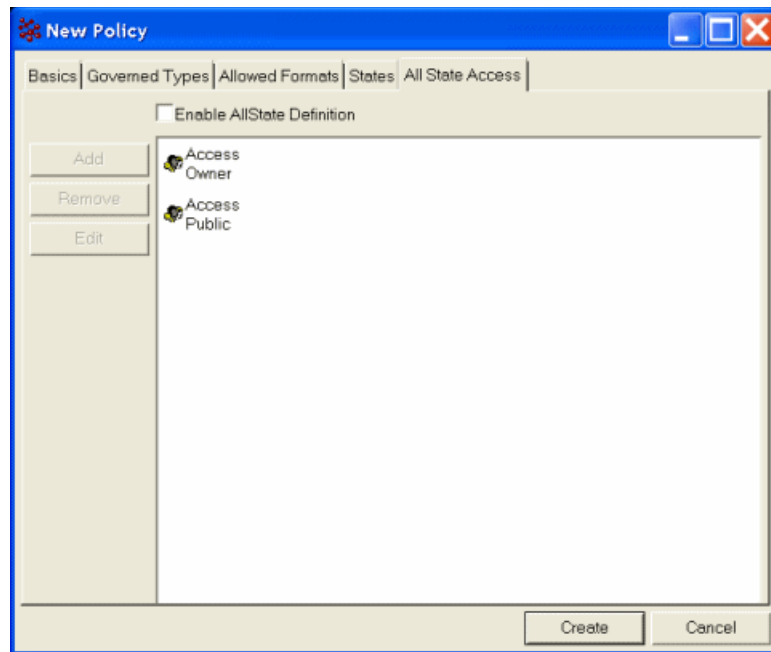 New Policy
Basics Governed Types Allowed Formats States All State Access
Enable AllState Definition
Add
Remove
Edit
Access
Owner
Access
Public
Create Cancel